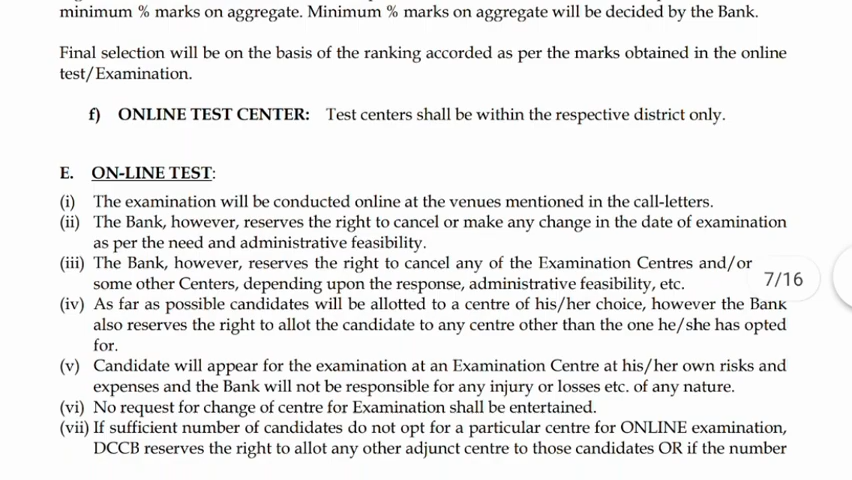 minimum % marks on aggregate. Minimum % marks on aggregate will be decided by the Bank.
Final selection will be on the basis of the ranking accorded as per the marks obtained in the online
test/Examination.
f) ONLINE TEST CENTER: Test centers shall be within the respective district only.
E. ON-LINE TEST:
(i) The examination will be conducted online at the venues mentioned in the call-letters.
(ii) The Bank, however, reserves the right to cancel or make any change in the date of examination
as per the need and administrative feasibility.
(iii) The Bank, however, reserves the right to cancel any of the Examination Centres and/or
some other Centers, depending upon the response, administrative feasibility, etc.
7/16
(iv) As far as possible candidates will be allotted to a centre of his/her choice, however the Bank
also reserves the right to allot the candidate to any centre other than the one he/she has opted
for.
(v) Candidate will appear for the examination at an Examination Centre at his/her own risks and
expenses and the Bank will not be responsible for any injury or losses etc. of any nature.
(vi) No request for change of centre for Examination shall be entertained.
(vii) If sufficient number of candidates do not opt for a particular centre for ONLINE examination,
DCCB reserves the right to allot any other adjunct centre to those candidates OR if the number